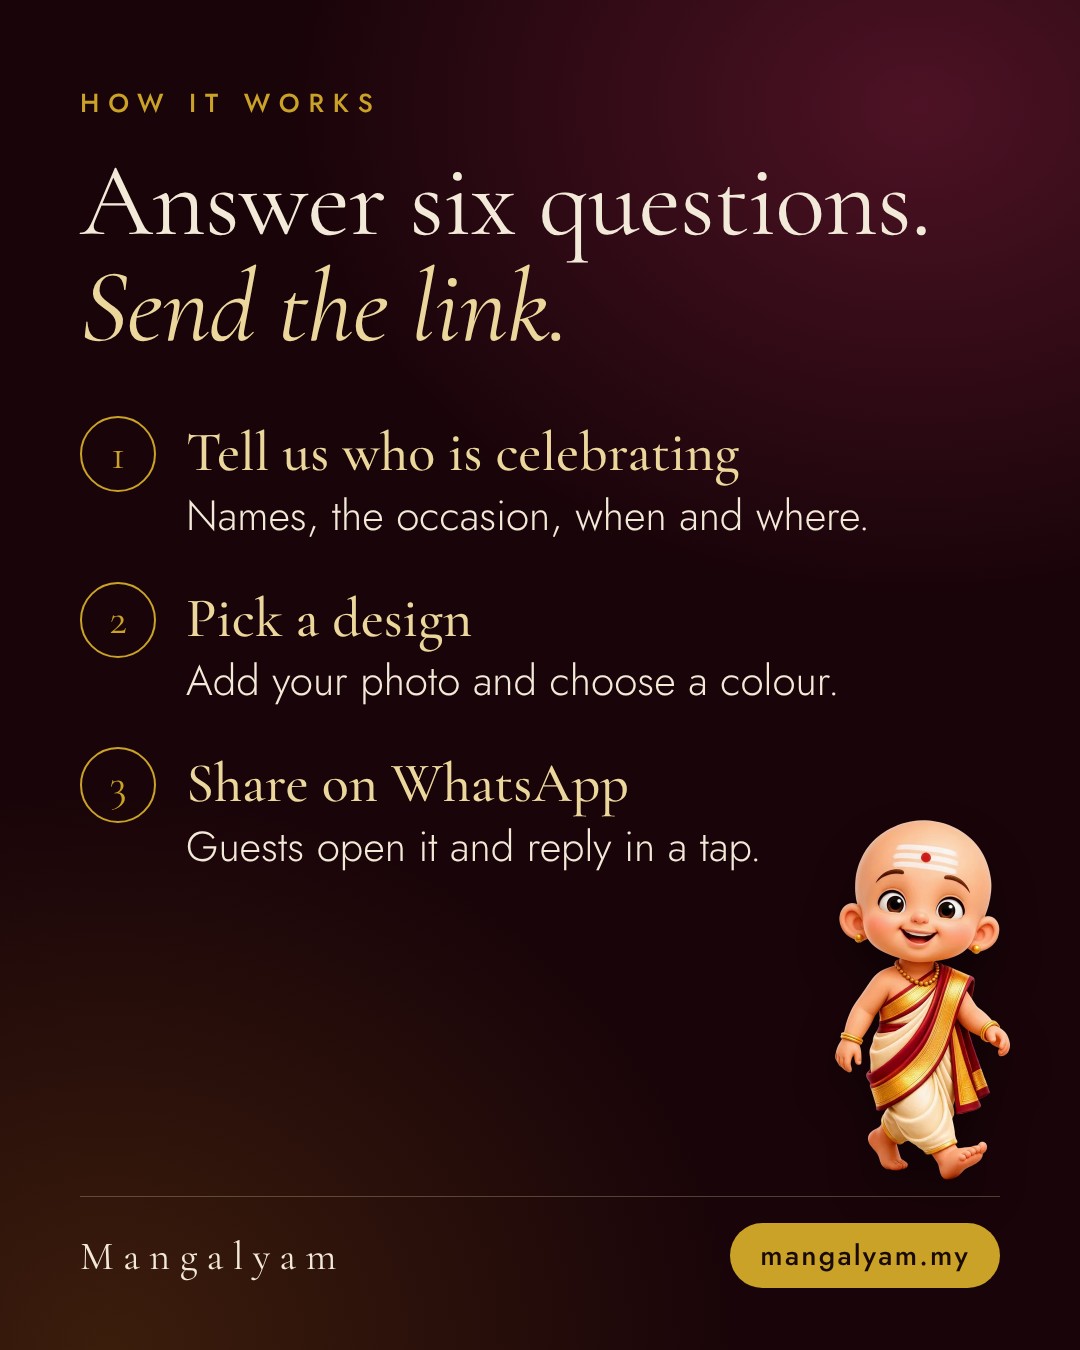 HOW IT WORKS
Answer six questions.
Send the link.
1
Tell us who is celebrating
Names, the occasion, when and where.
2
Pick a design
Add your photo and choose a colour.
3
Share on WhatsApp
Guests open it and reply in a tap.
Mangalyam
mangalyam.my